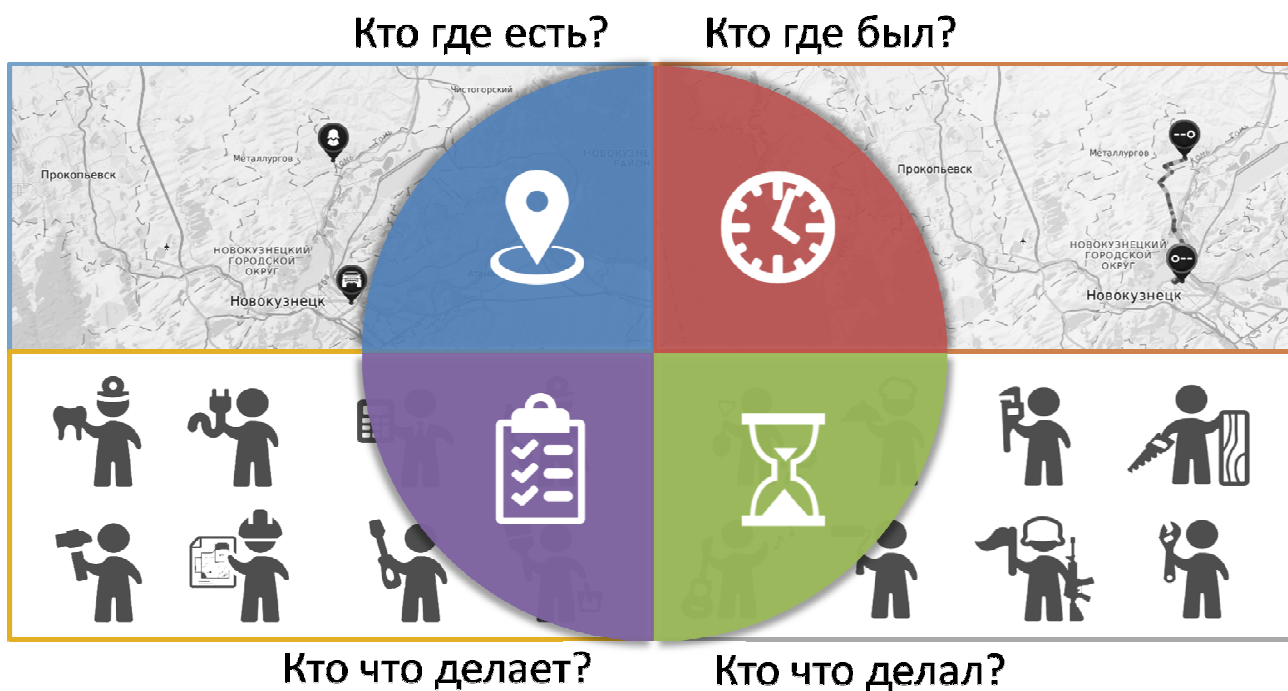 Кто где есть?
Кто где был?
Чистогорский
Металлургов
Прокопьевск
НОВОКУЗНЕЦКИЙ
ГОРОДСКОЙ
ОКРУГ
Новокузнецк
Металлургов
Прокопьевск
НОВОКУЗНЕЦКИЙ
ГОРОДСКОЙ
ОКРУГ
Новокузнецк
Кто что делает?
Кто что делал?